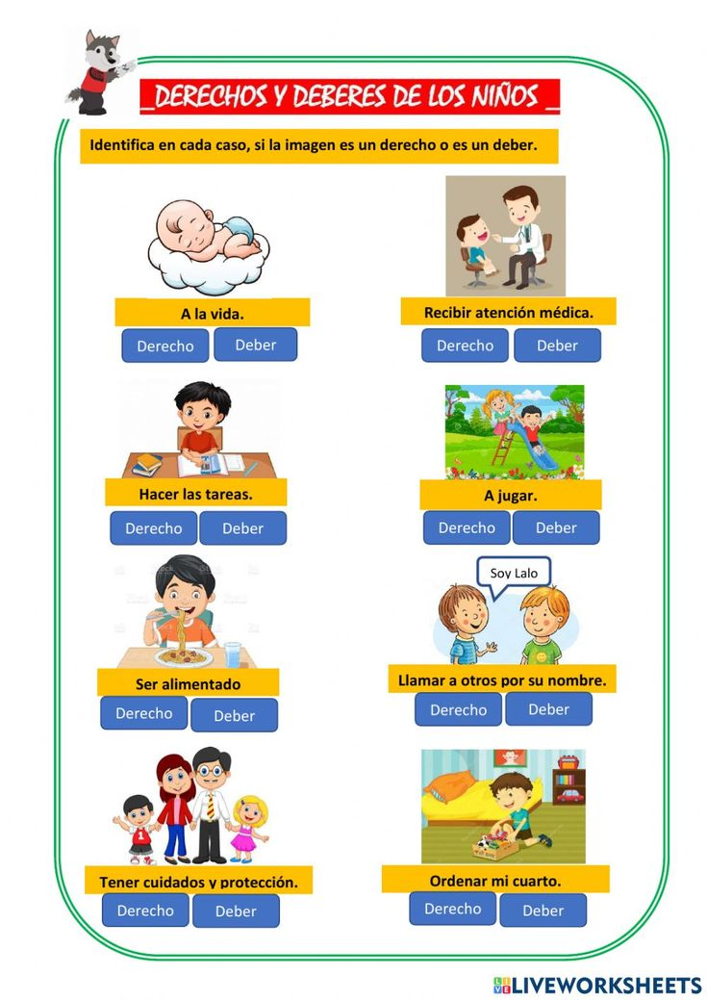 _DERECHOS Y DEBERES DE LOS NIÑOS _
Identifica en cada caso, si la imagen es un derecho o es un deber.
A la vida.
Derecho Deber
Recibir atención médica.
Derecho Deber
Hacer las tareas.
Derecho Deber
A jugar.
Derecho Deber
Ser alimentado
Derecho Deber
Soy Lalo
Llamar a otros por su nombre.
Derecho Deber
Tener cuidados y protección.
Derecho Deber
Ordenar mi cuarto.
Derecho Deber
LIVE LIVEWORKSHEETS